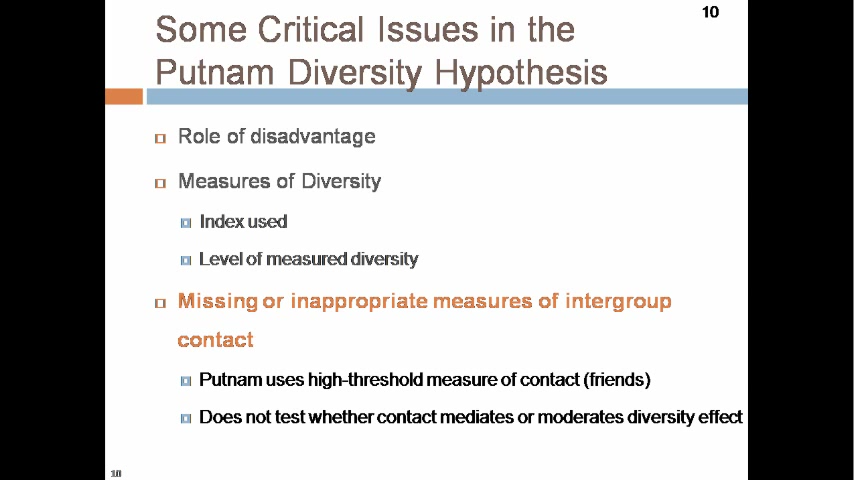 10
Some Critical Issues in the
Putnam Diversity Hypothesis
Role of disadvantage
Measures of Diversity
Index used
Level of measured diversity
Missing or inappropriate measures of intergroup
contact
Putnam uses high-threshold measure of contact (friends)
Does not test whether contact mediates or moderates diversity effect
10